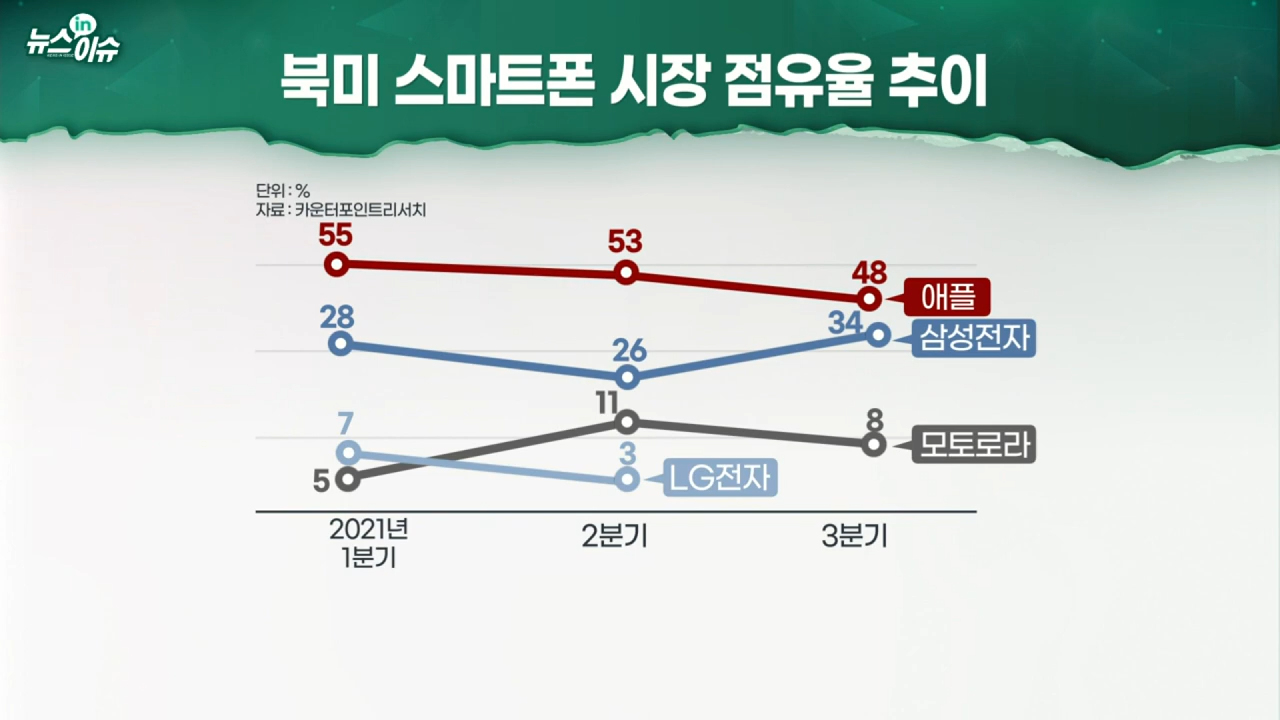 뉴스in이슈
북미 스마트폰 시장 점유율 추이
단위 : %
자료 : 카운터포인트리서치
55
53
48
애플
28
26
34
삼성전자
7
11
8
모토로라
5
3
LG전자
2021년
1분기
2분기
3분기